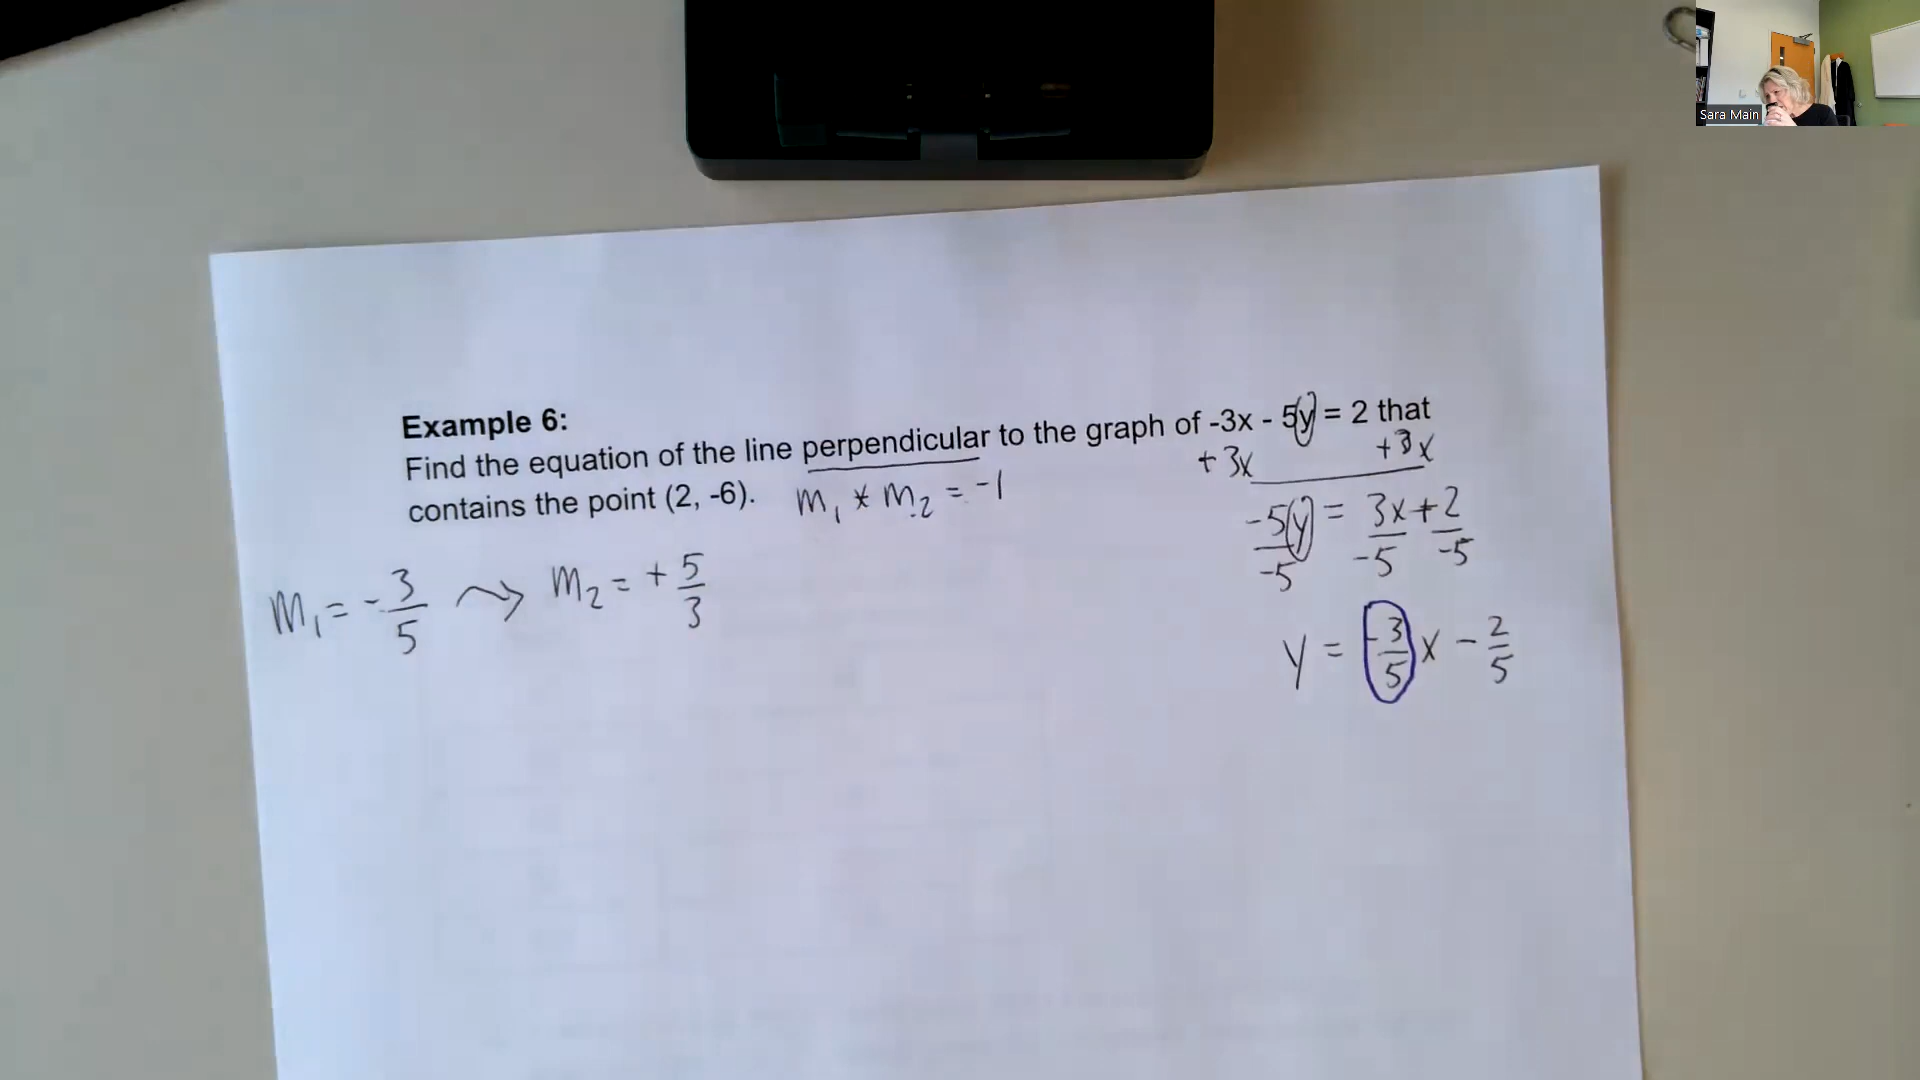 Sara Main
Example 6:
Find the equation of the line perpendicular to the graph of -3x - 5y = 2 that
+3x +3x
contains the point (2, -6). m₁ * m₂ = -1
-5y = 3x + 2
-5 -5 -5
m₁ = - 3/5 m₂ = + 5/3
y = -3/5 x - 2/5